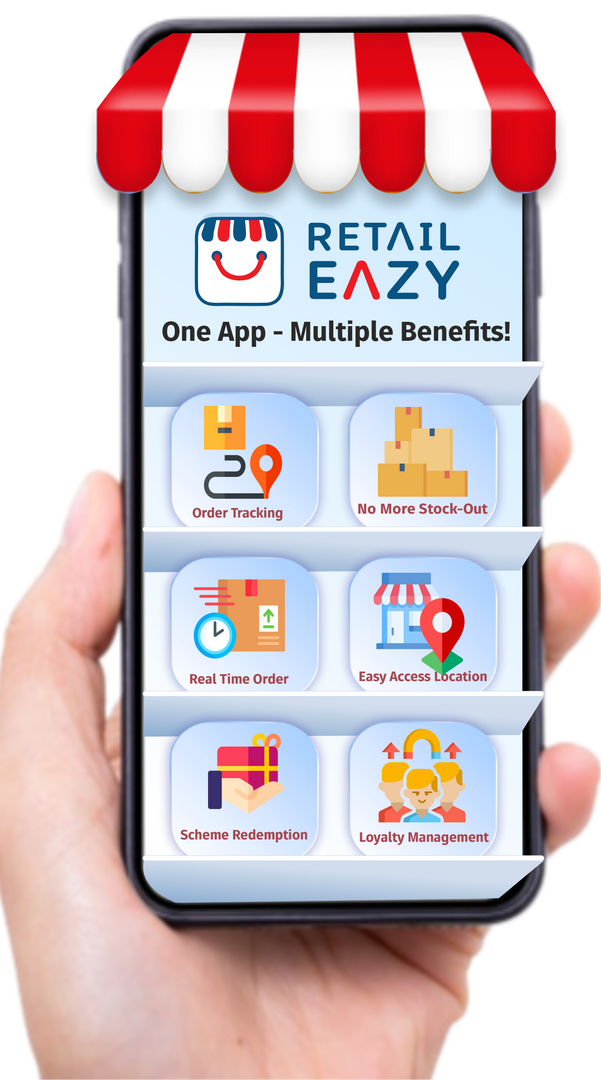 RETAIL
EAZY
One App - Multiple Benefits!
Order Tracking
No More Stock-Out
Real Time Order
Easy Access Location
Scheme Redemption
Loyalty Management